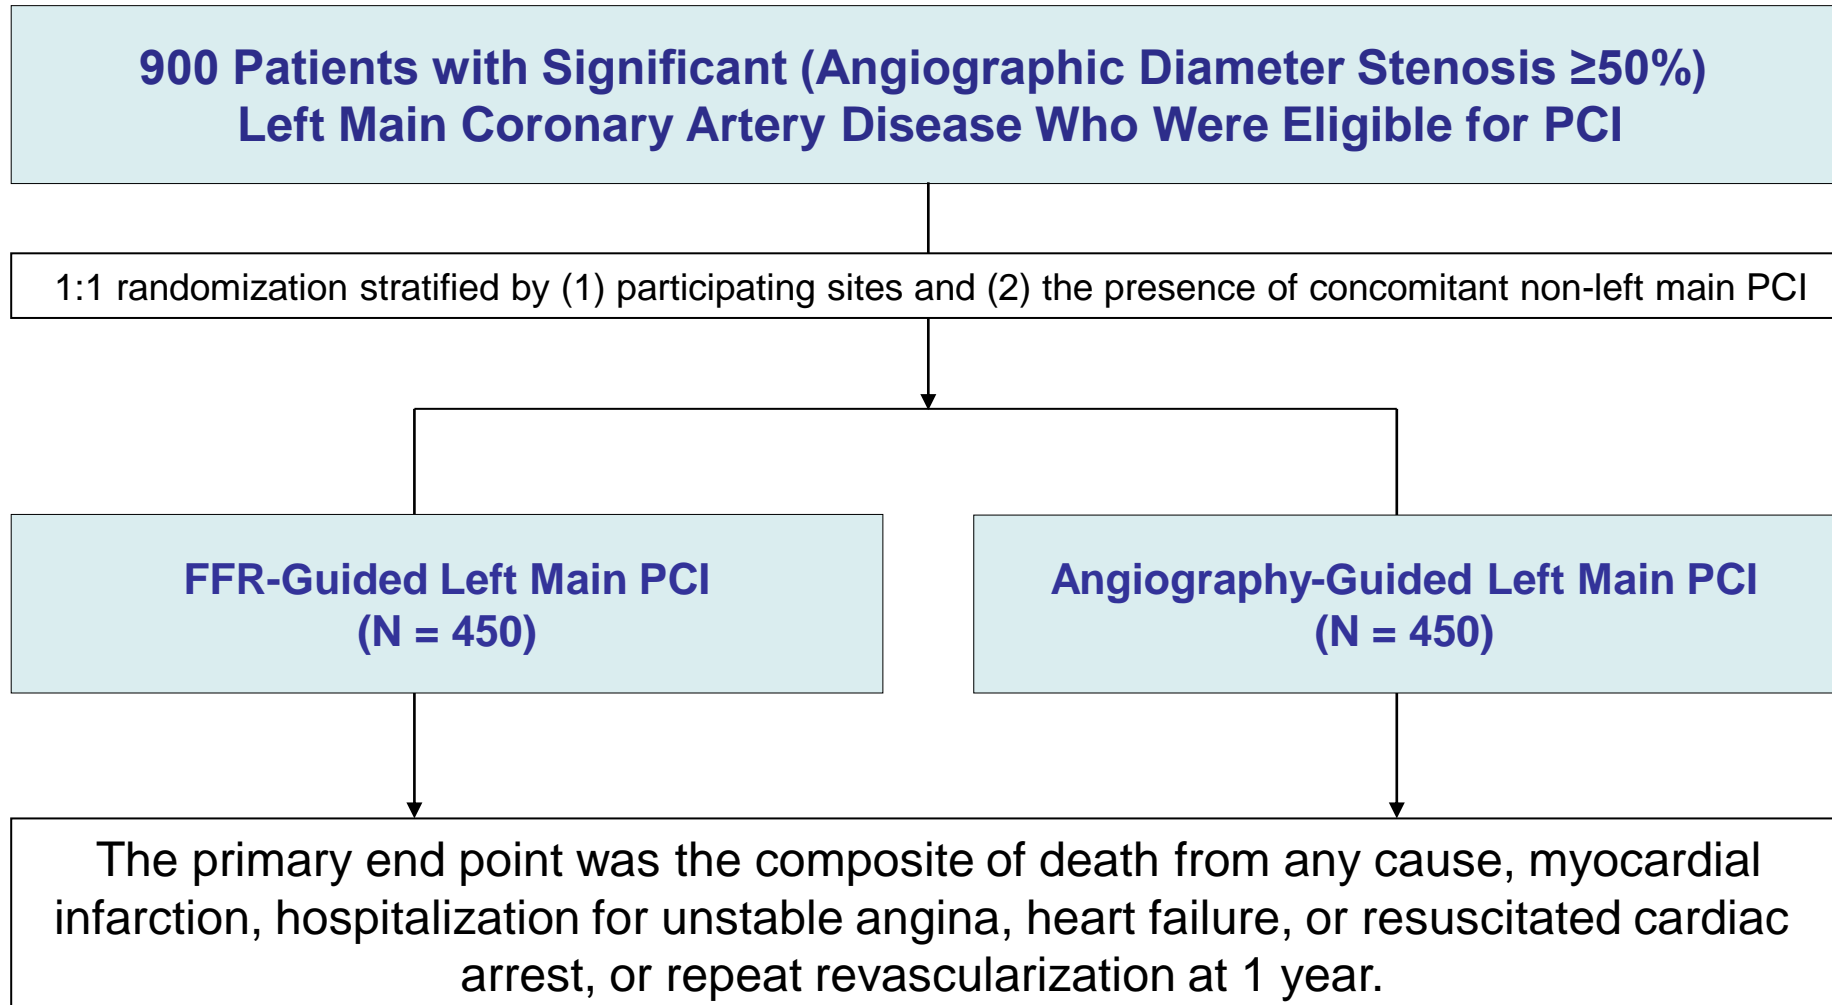 900 Patients with Significant (Angiographic Diameter Stenosis ≥50%)
Left Main Coronary Artery Disease Who Were Eligible for PCI
1:1 randomization stratified by (1) participating sites and (2) the presence of concomitant non-left main PCI
FFR-Guided Left Main PCI
(N = 450)
Angiography-Guided Left Main PCI
(N = 450)
The primary end point was the composite of death from any cause, myocardial
infarction, hospitalization for unstable angina, heart failure, or resuscitated cardiac
arrest, or repeat revascularization at 1 year.